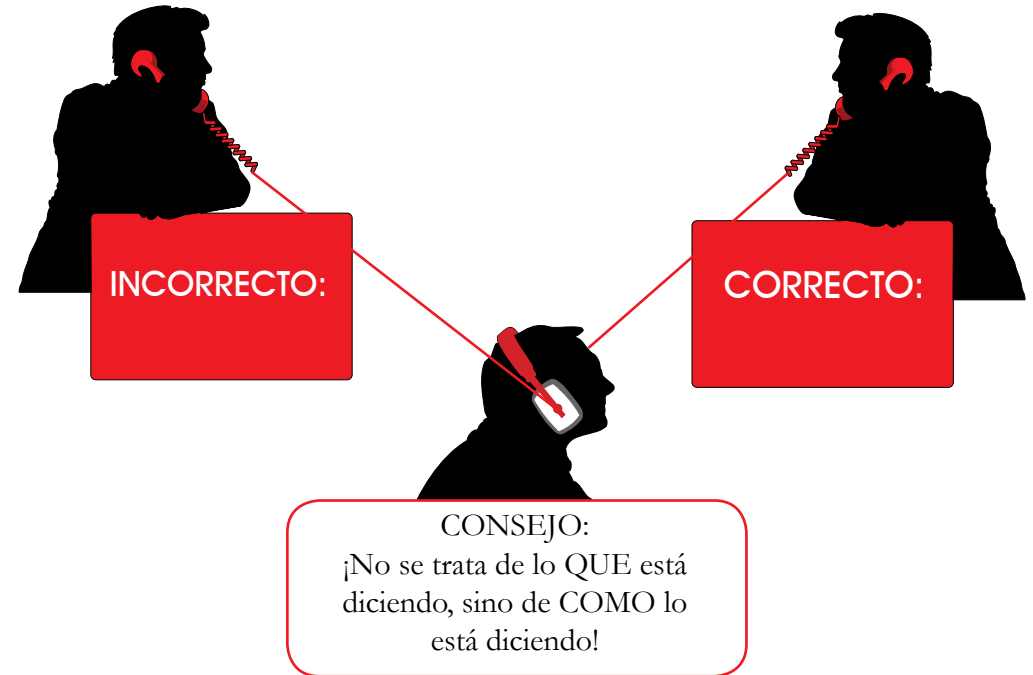 INCORRECTO:
CORRECTO:
CONSEJO:
¡No se trata de lo QUE está
diciendo, sino de COMO lo
está diciendo!